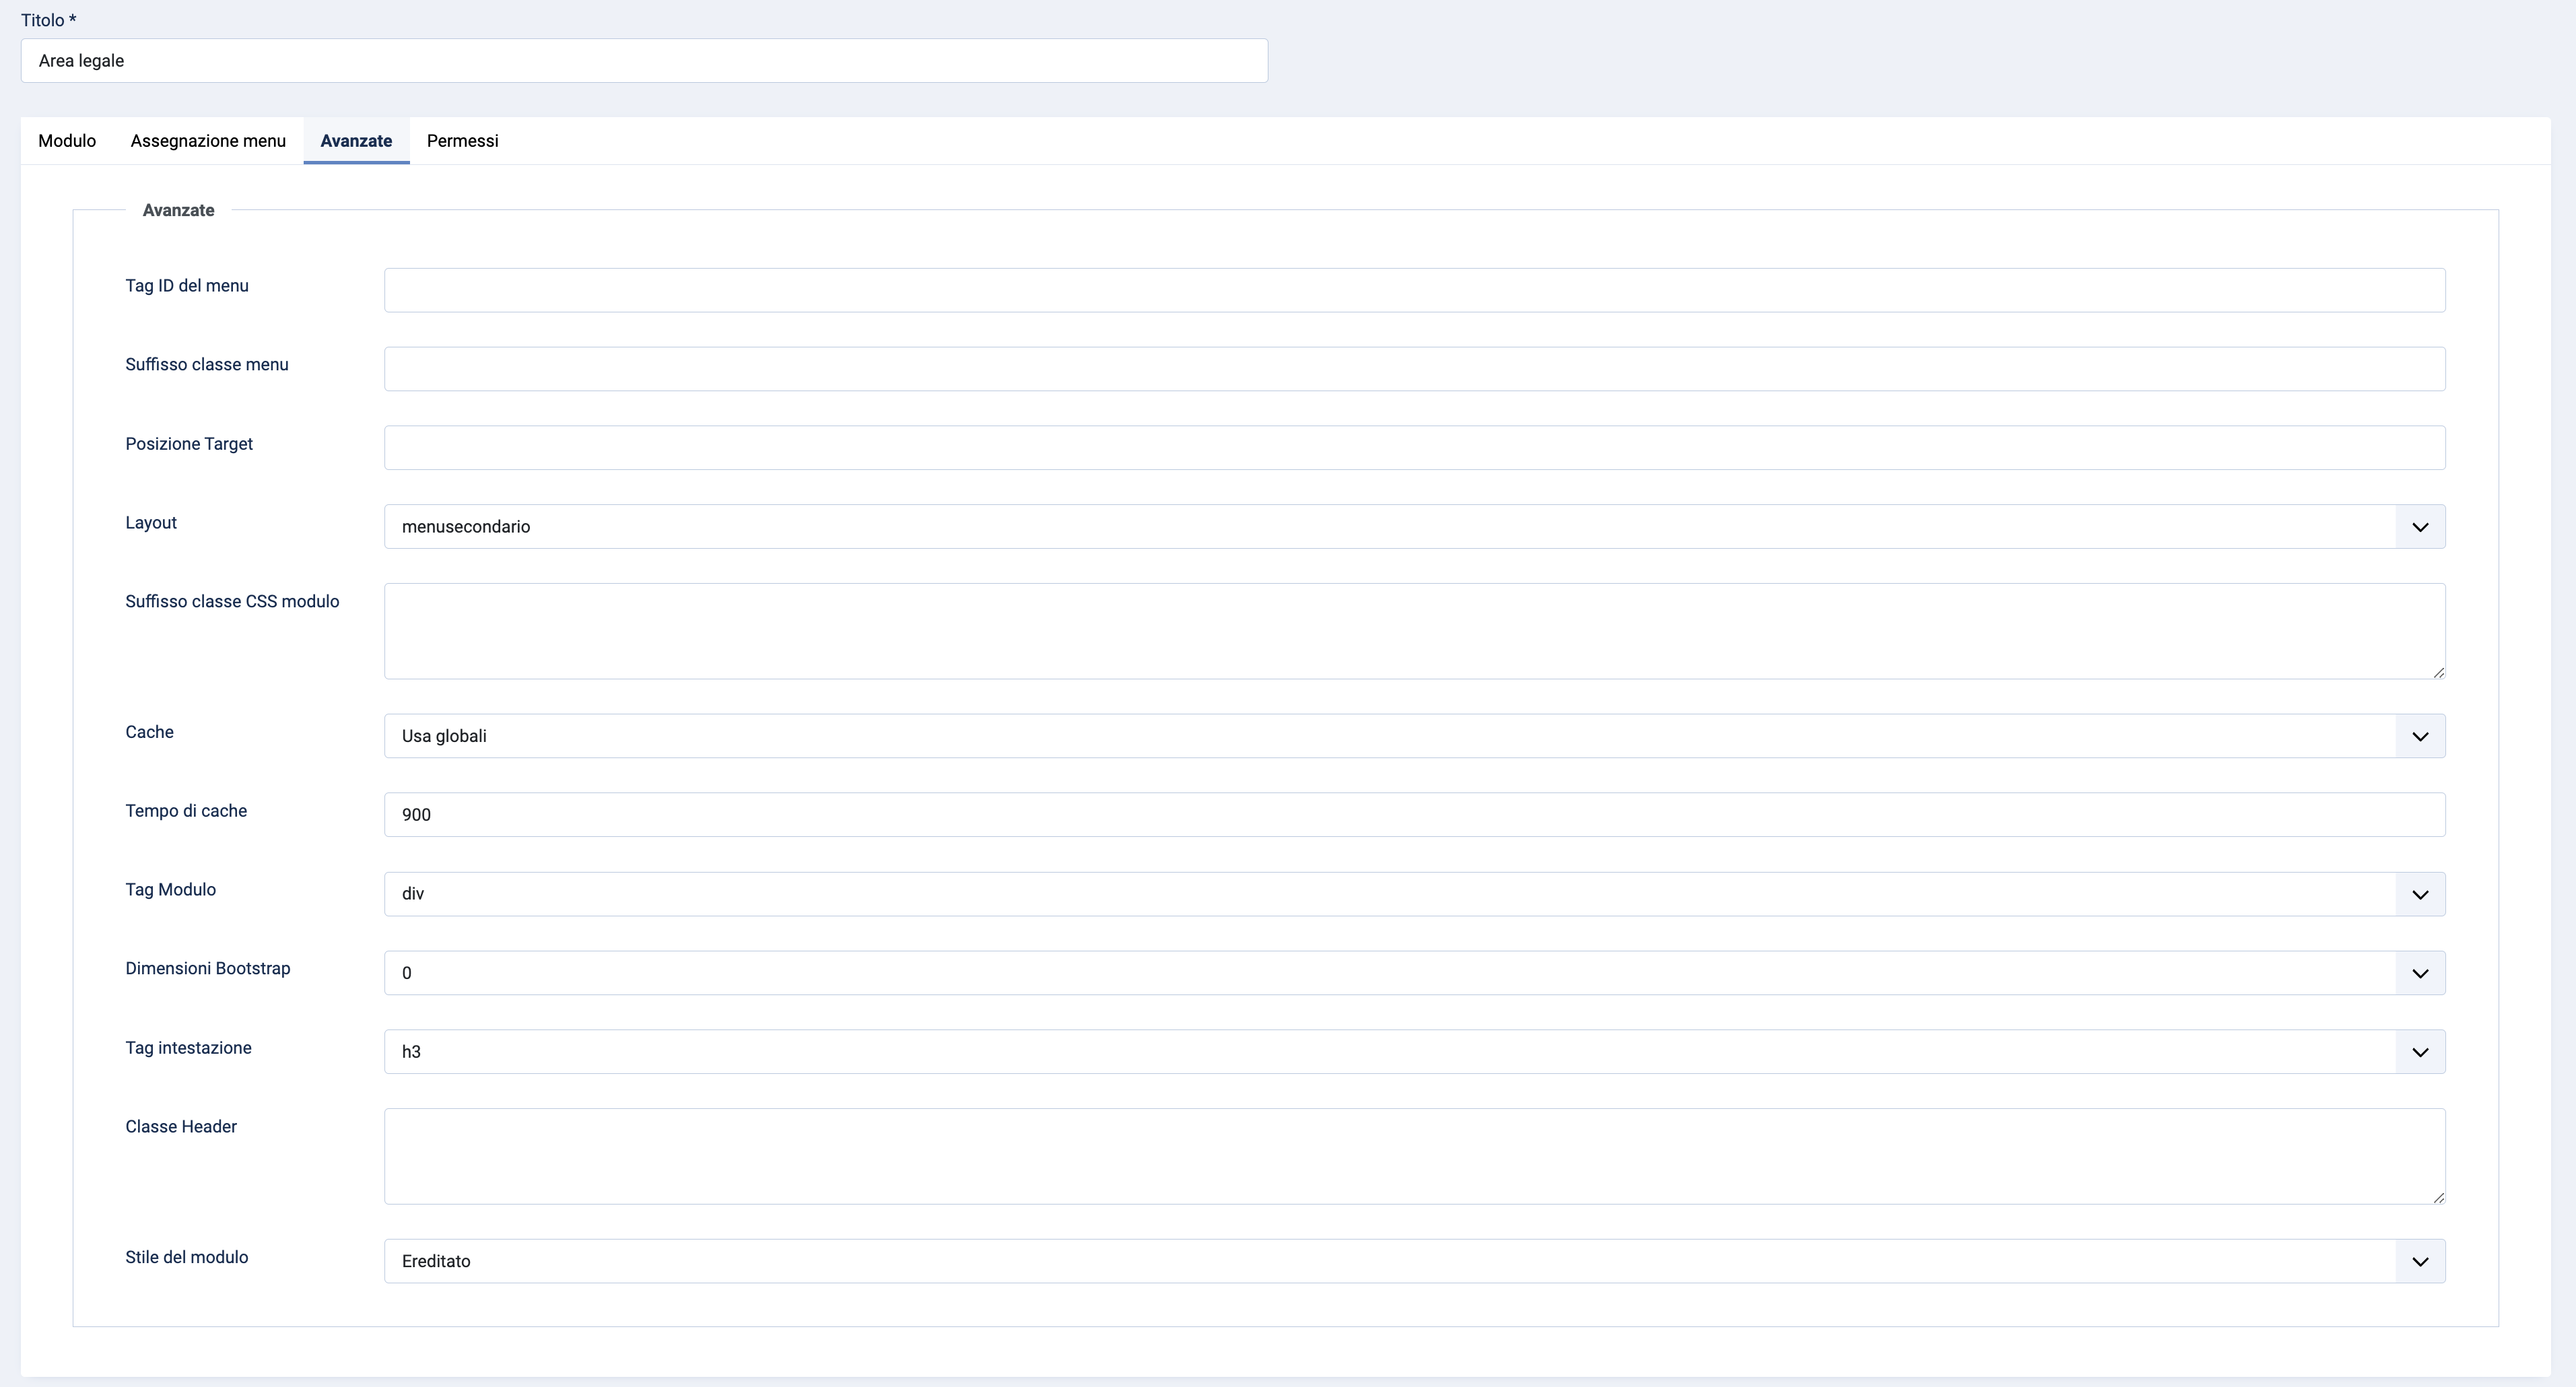 Titolo *
Area legale
Modulo Assegnazione menu Avanzate Permessi
Avanzate
Tag ID del menu
Suffisso classe menu
Posizione Target
Layout menusecondario
Suffisso classe CSS modulo
Cache Usa globali
Tempo di cache 900
Tag Modulo div
Dimensioni Bootstrap 0
Tag intestazione h3
Classe Header
Stile del modulo Ereditato